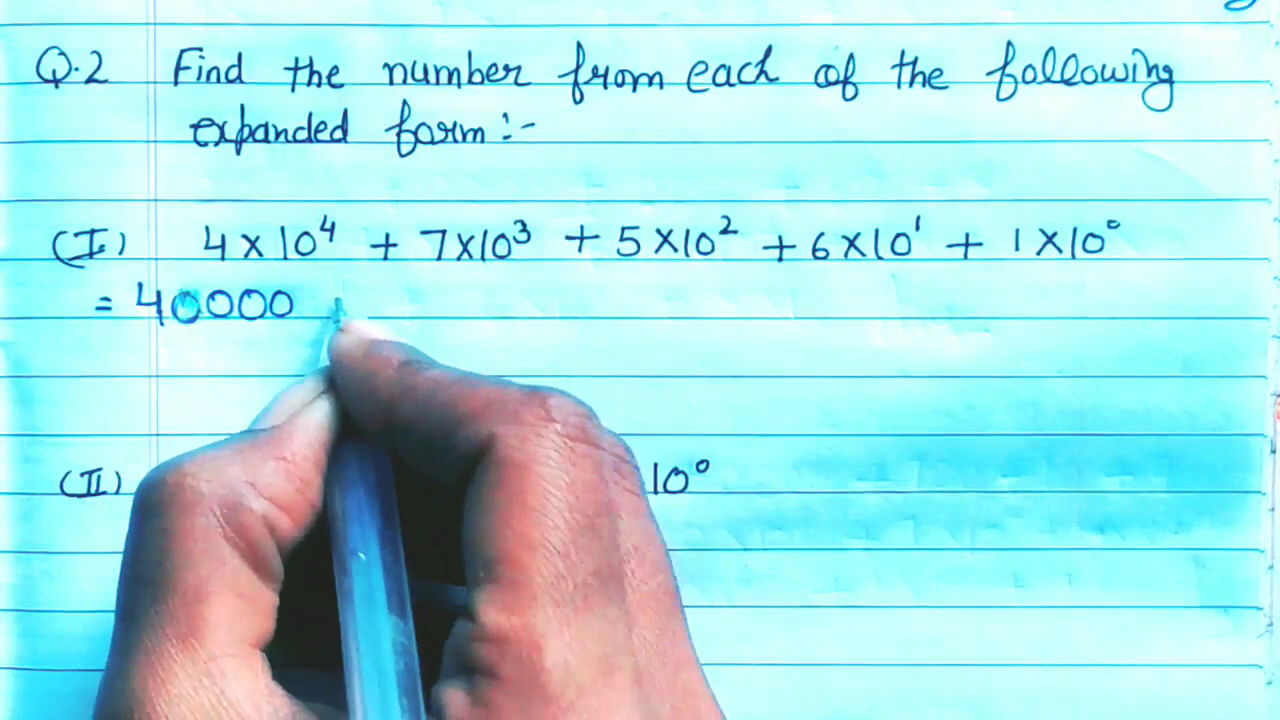 Q.2 Find the number from each of the following
expanded form :-
(I) 4×10⁴ + 7×10³ + 5×10² + 6×10¹ + 1×10⁰
= 40000 +
(II) 10⁰